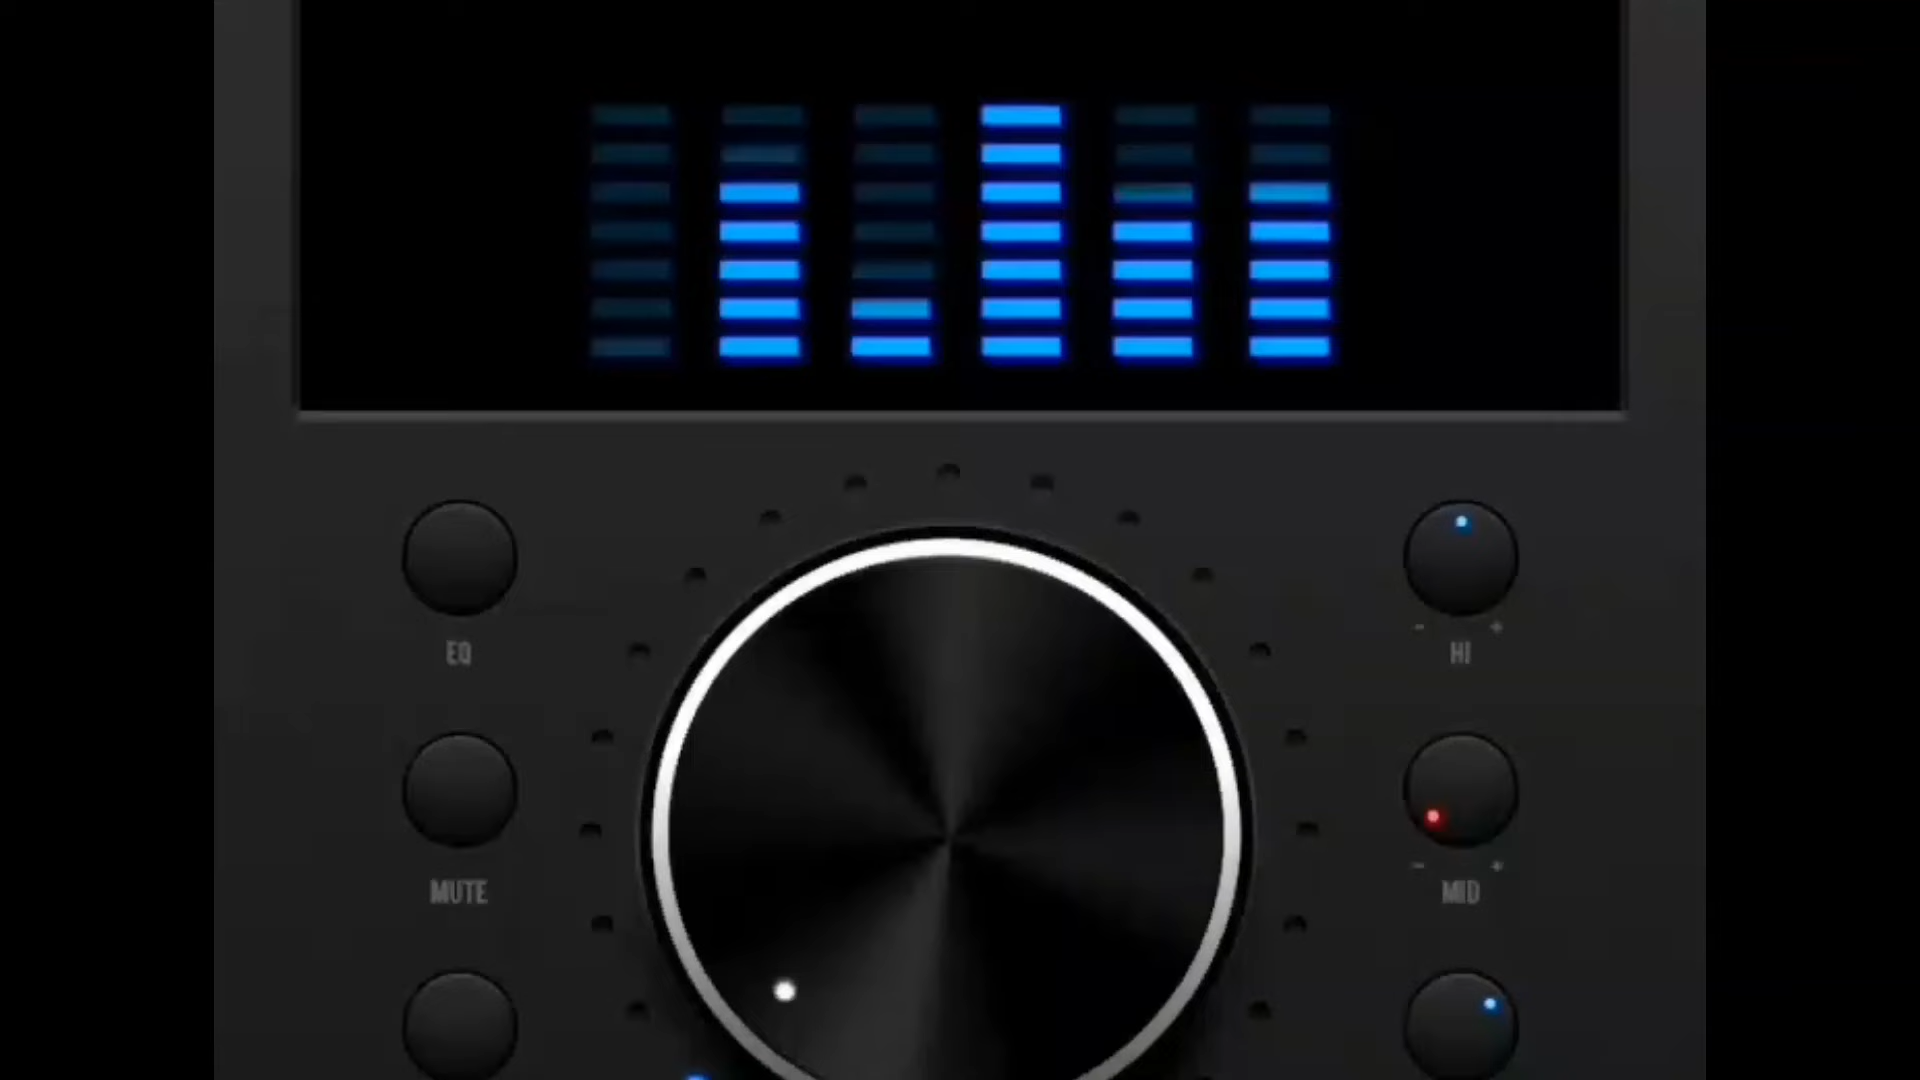 EQ
- +
HI
MUTE
- +
MID